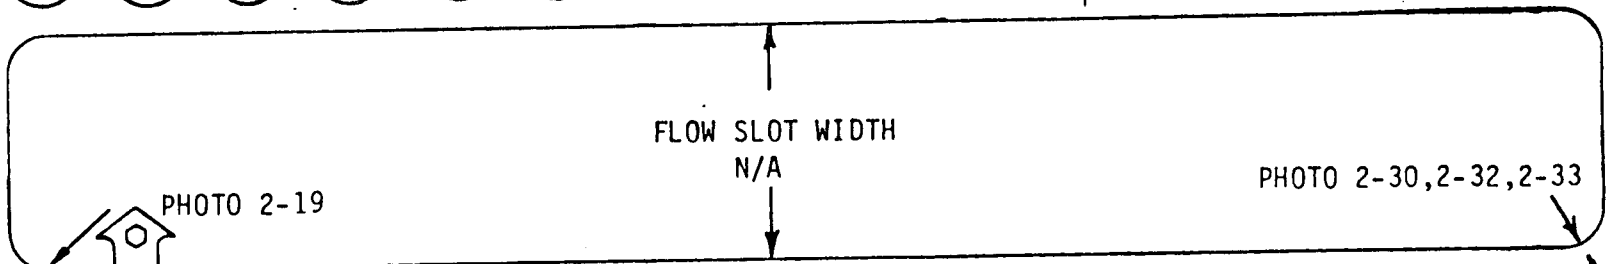 FLOW SLOT WIDTH
N/A
PHOTO 2-30,2-32,2-33
PHOTO 2-19